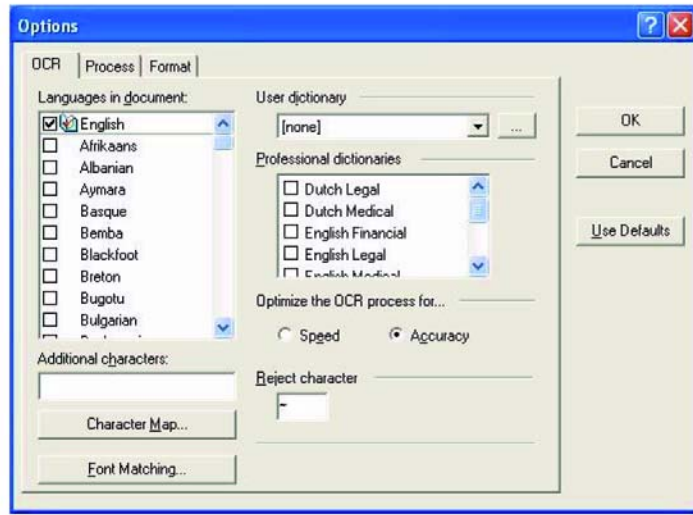 Options
OCR
Process
Format
Languages in document:
English
Afrikaans
Albanian
Aymara
Basque
Bemba
Blackfoot
Breton
Bugotu
Bulgarian
Additional characters:
Character Map...
Font Matching...
User dictionary
[none]
...
Professional dictionaries
Dutch Legal
Dutch Medical
English Financial
English Legal
English Medical
Optimize the OCR process for...
Speed
Accuracy
Reject character
~
OK
Cancel
Use Defaults